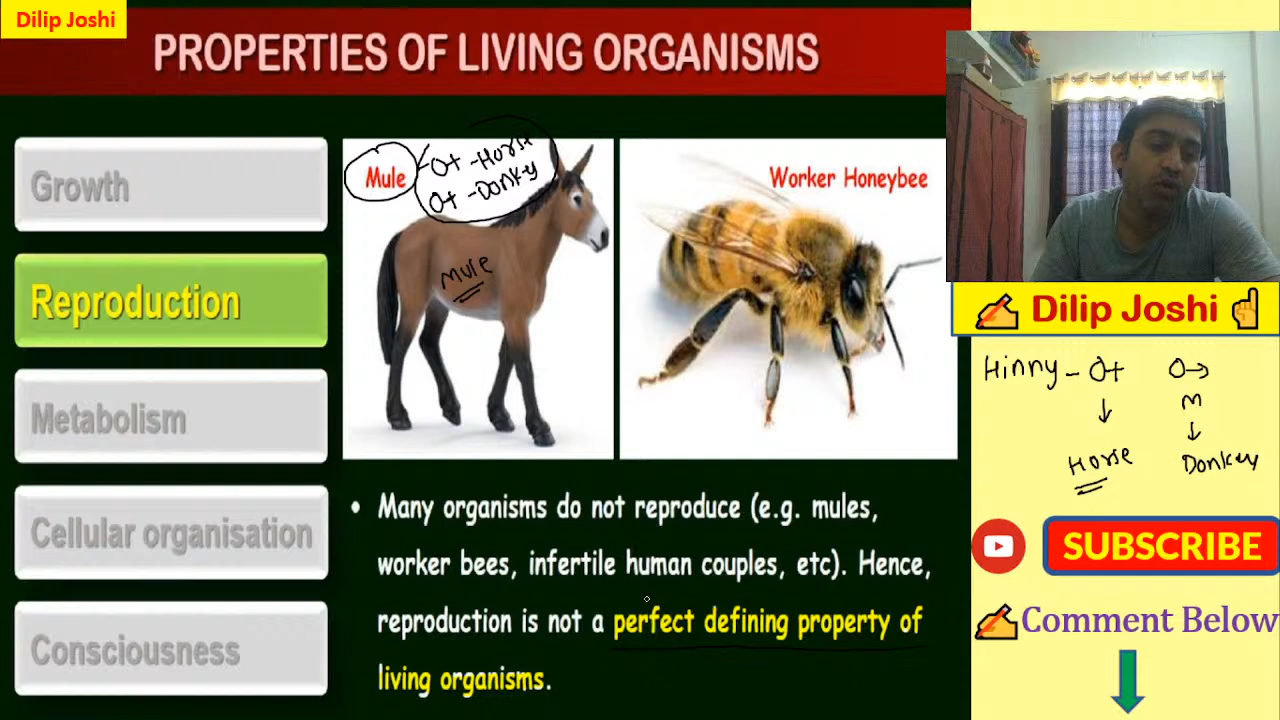 Dilip Joshi
PROPERTIES OF LIVING ORGANISMS
Growth
Reproduction
Metabolism
Cellular organisation
Consciousness
Mule
O+ -Horse
O+ -Donkey
Mule
Worker Honeybee
• Many organisms do not reproduce (e.g. mules,
worker bees, infertile human couples, etc). Hence,
reproduction is not a perfect defining property of
living organisms.
Dilip Joshi
Hinny - O+ O→
↓ M
↓
Horse Donkey
SUBSCRIBE
Comment Below